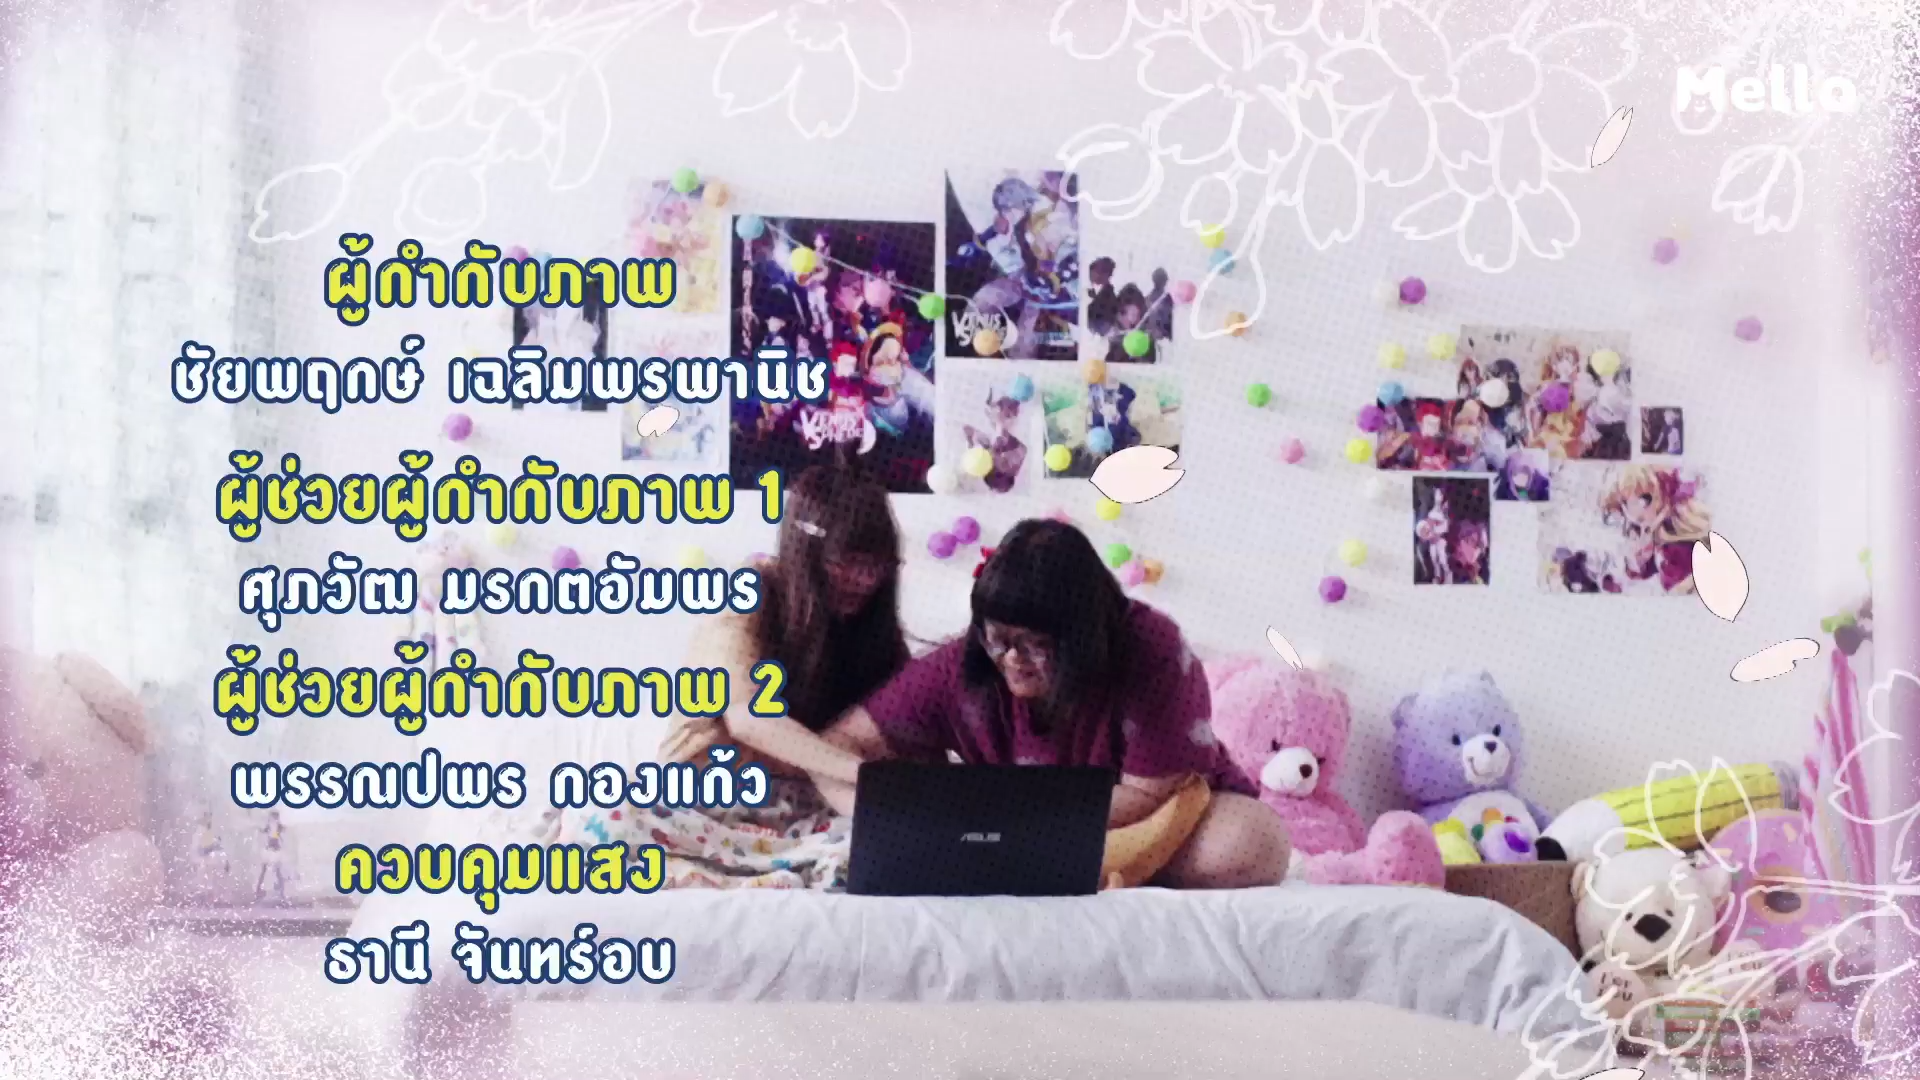 Mello
ผู้กำกับภาพ
ชัยพฤกษ์ เฉลิมพรพานิช
ผู้ช่วยผู้กำกับภาพ 1
ศุภวัฒ มรกตอัมพร
ผู้ช่วยผู้กำกับภาพ 2
พรรณปพร กองแก้ว
ควบคุมแสง
ธานี จันทร์อบ
VENUS
VENUS
ASUS